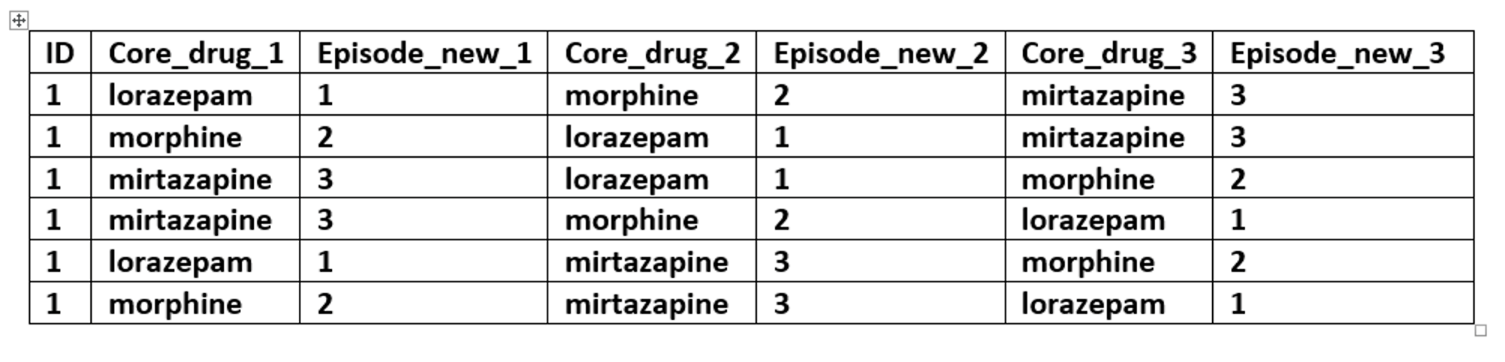 ID Core_drug_1 Episode_new_1 Core_drug_2 Episode_new_2 Core_drug_3 Episode_new_3
1 lorazepam 1 morphine 2 mirtazapine 3
1 morphine 2 lorazepam 1 mirtazapine 3
1 mirtazapine 3 lorazepam 1 morphine 2
1 mirtazapine 3 morphine 2 lorazepam 1
1 lorazepam 1 mirtazapine 3 morphine 2
1 morphine 2 mirtazapine 3 lorazepam 1